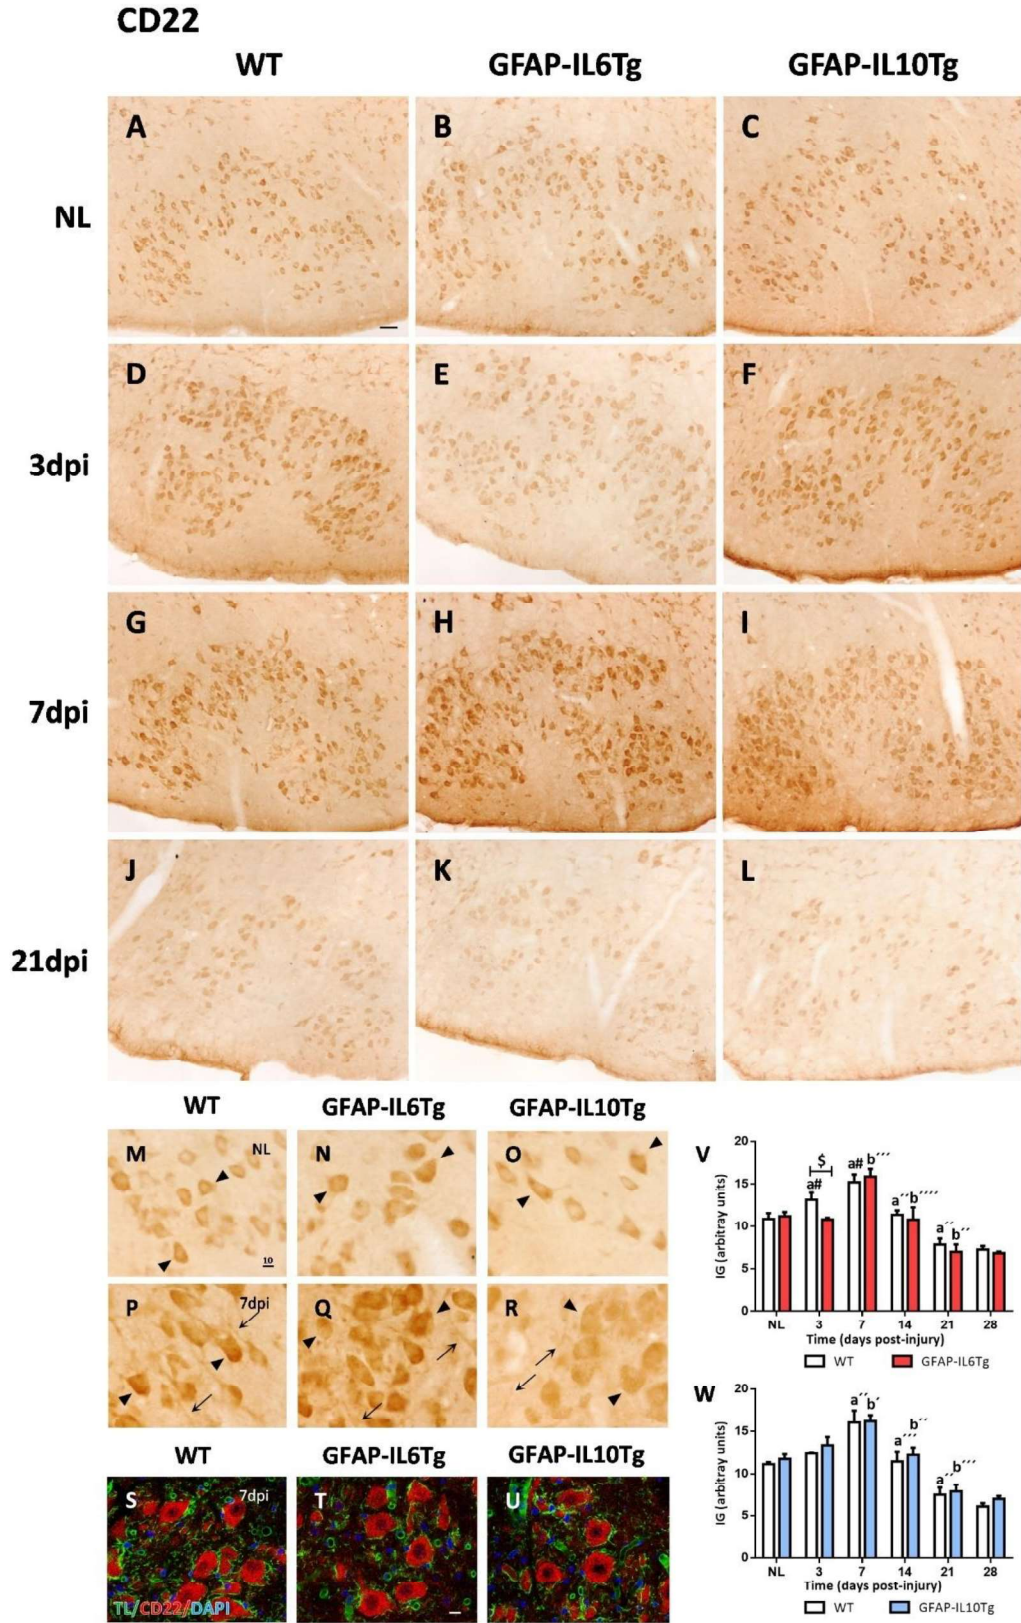 CD22
WT GFAP-IL6Tg GFAP-IL10Tg
NL
A B C
3dpi
D E F
7dpi
G H I
21dpi
J K L
WT GFAP-IL6Tg GFAP-IL10Tg
M NL N O
10
P 7dpi Q R
WT GFAP-IL6Tg GFAP-IL10Tg
S 7dpi T U
TL/CD22/DAPI
V
IG (arbitray units)
20
15
10
5
0
$
a# a# b´´´ a´´ b´´´´ a´´ b´´
NL 3 7 14 21 28
Time (days post-injury)
WT GFAP-IL6Tg
W
IG (arbitray units)
20
15
10
5
0
a´´ b´ a´´´ b´´ a´´ b´´´
NL 3 7 14 21 28
Time (days post-injury)
WT GFAP-IL10Tg